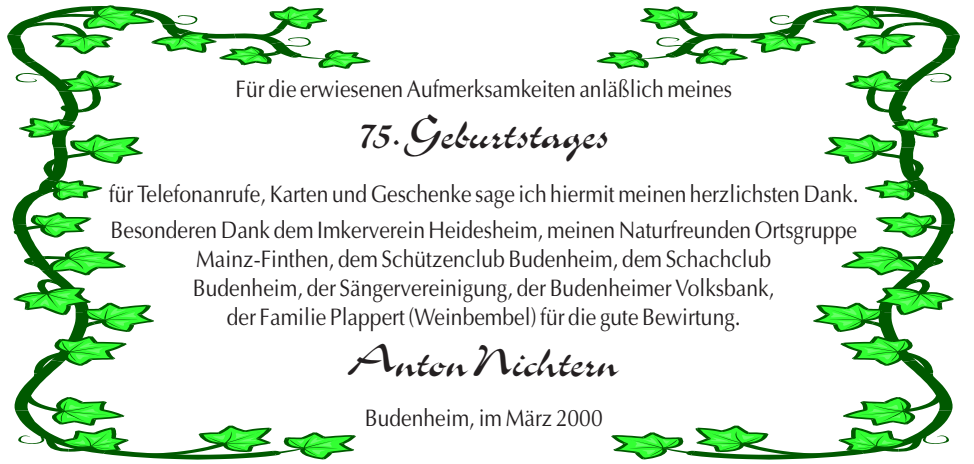 Für die erwiesenen Aufmerksamkeiten anläßlich meines
75. Geburtstages
für Telefonanrufe, Karten und Geschenke sage ich hiermit meinen herzlichsten Dank.
Besonderen Dank dem Imkerverein Heidesheim, meinen Naturfreunden Ortsgruppe
Mainz-Finthen, dem Schützenclub Budenheim, dem Schachclub
Budenheim, der Sängervereinigung, der Budenheimer Volksbank,
der Familie Plappert (Weinbembel) für die gute Bewirtung.
Anton Nichtern
Budenheim, im März 2000